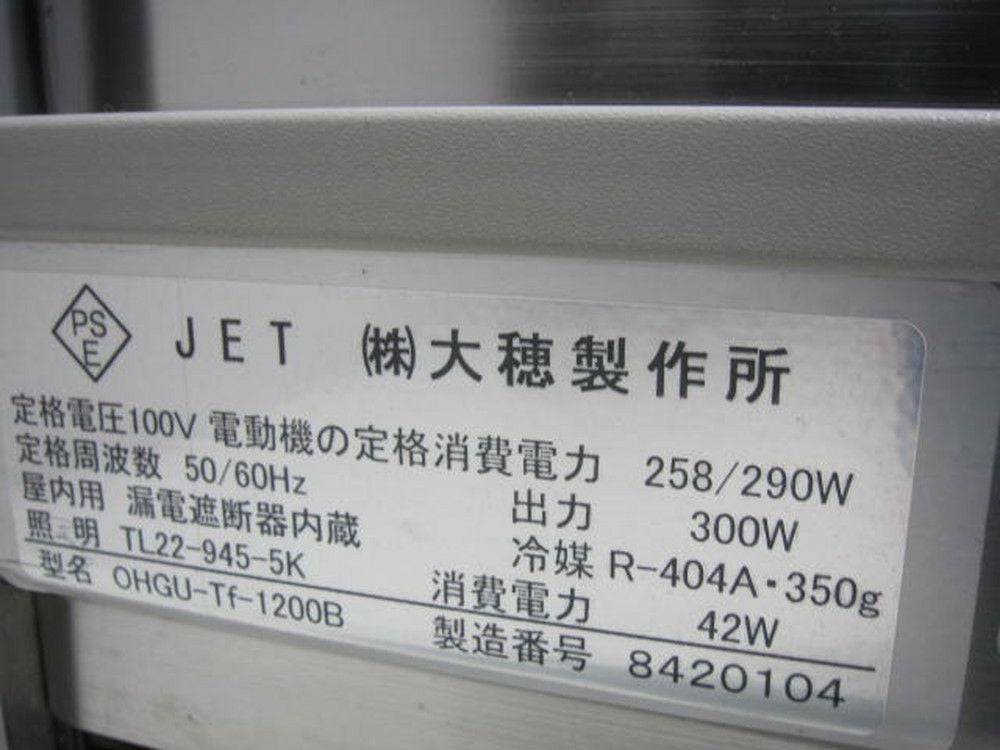 PS
E
JET ㈱大穂製作所
定格電圧100V 電動機の定格消費電力 258/290W
定格周波数 50/60Hz 出力 300W
屋内用 漏電遮断器内蔵 冷媒 R-404A・350g
照明 TL22-945-5K 消費電力 42W
型名 OHGU-Tf-1200B 製造番号 8420104